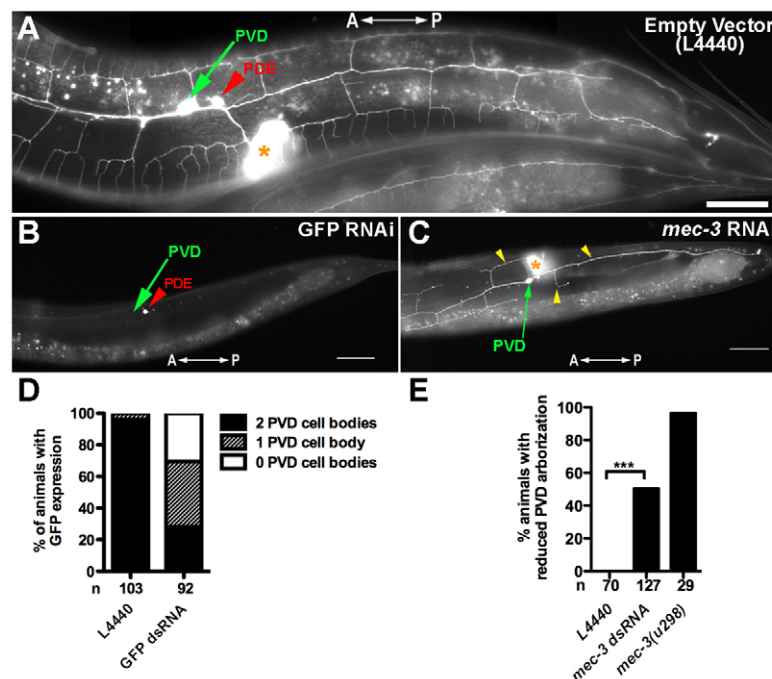 A
A P
Empty Vector
(L4440)
PVD
PDE
*
B
GFP RNAi
PVD
PDE
A P
C
mec-3 RNA
*
PVD
A P
D
% of animals with
GFP expression
100
80
60
40
20
0
2 PVD cell bodies
1 PVD cell body
0 PVD cell bodies
n 103 92
L4440
GFP dsRNA
E
% animals with
reduced PVD arborization
100
80
60
40
20
0
***
n 70 127 29
L4440
mec-3 dsRNA
mec-3(u298)